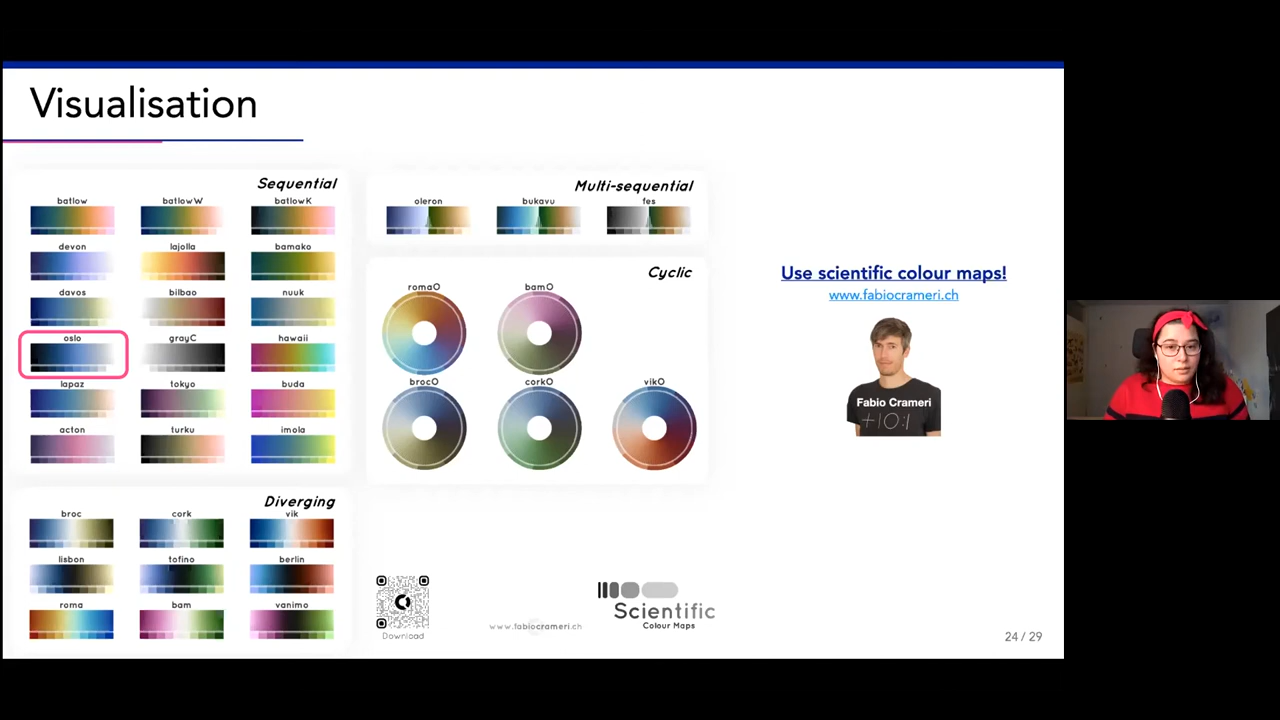 Visualisation
Sequential
batlow batlowW batlowK
devon lajolla bamako
davos bilbao nuuk
oslo grayC hawaii
lapaz tokyo buda
acton turku imola
Diverging
broc cork vik
lisbon tofino berlin
roma bam vanimo
Multi-sequential
oleron bukavu fes
Cyclic
romaO bamO
brocO corkO vikO
Download
www.fabiocrameri.ch
Scientific
Colour Maps
Use scientific colour maps!
www.fabiocrameri.ch
Fabio Crameri
+10:1
24 / 29